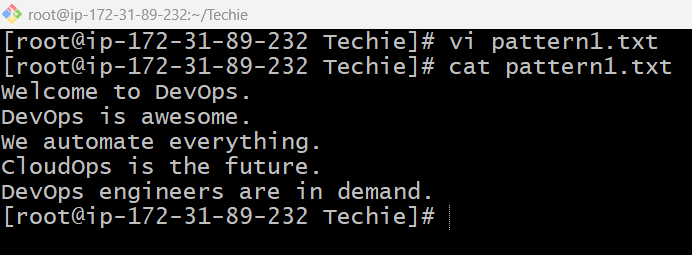 root@ip-172-31-89-232:~/Techie
[root@ip-172-31-89-232 Techie]# vi pattern1.txt
[root@ip-172-31-89-232 Techie]# cat pattern1.txt
Welcome to DevOps.
DevOps is awesome.
We automate everything.
CloudOps is the future.
DevOps engineers are in demand.
[root@ip-172-31-89-232 Techie]#